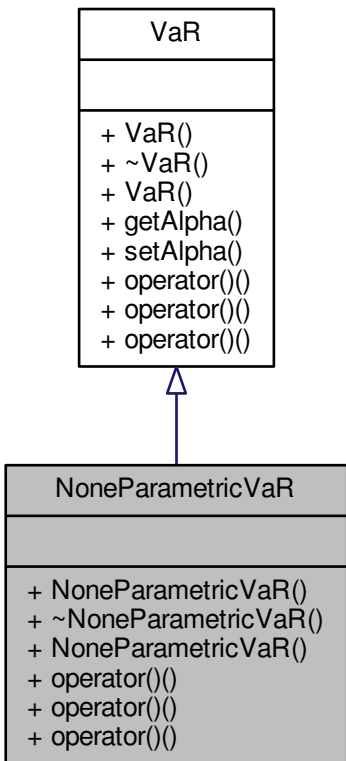 VaR
+ VaR()
+ ~VaR()
+ VaR()
+ getAlpha()
+ setAlpha()
+ operator()()
+ operator()()
+ operator()()
NoneParametricVaR
+ NoneParametricVaR()
+ ~NoneParametricVaR()
+ NoneParametricVaR()
+ operator()()
+ operator()()
+ operator()()